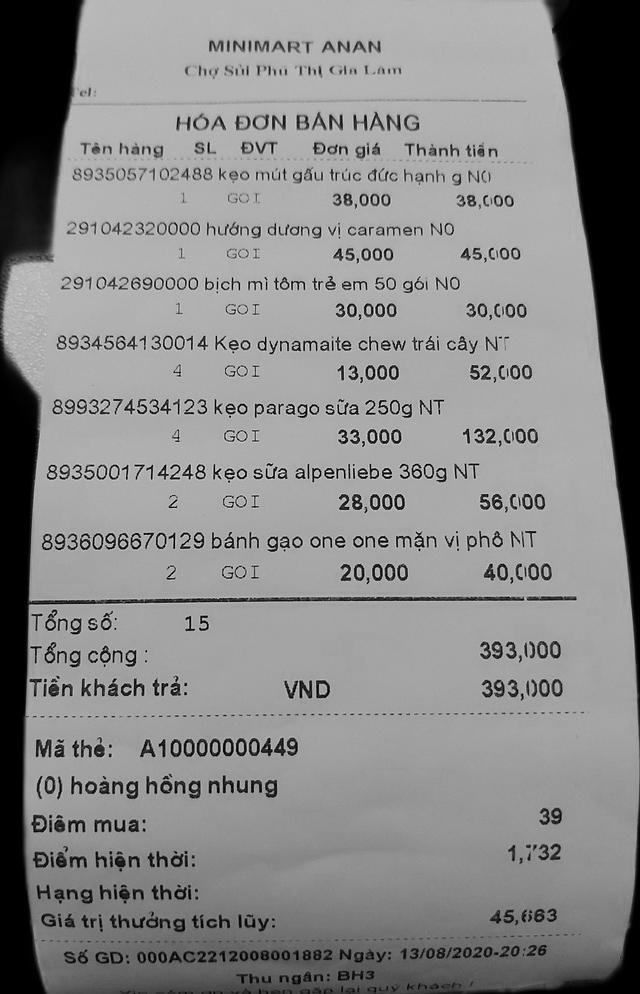 MINIMART ANAN
Chợ Sủi Phú Thị Gia Lâm
Tel:
HÓA ĐƠN BÁN HÀNG
Tên hàng SL ĐVT Đơn giá Thành tiền
8935057102488 kẹo mút gấu trúc đức hạnh g N0
1 GOI 38,000 38,000
291042320000 hướng dương vị caramen N0
1 GOI 45,000 45,000
291042690000 bịch mì tôm trẻ em 50 gói N0
1 GOI 30,000 30,000
8934564130014 Kẹo dynamaite chew trái cây NT
4 GOI 13,000 52,000
8993274534123 kẹo parago sữa 250g NT
4 GOI 33,000 132,000
8935001714248 kẹo sữa alpenliebe 360g NT
2 GOI 28,000 56,000
8936096670129 bánh gạo one one mặn vị phô NT
2 GOI 20,000 40,000
Tổng số: 15
Tổng cộng : 393,000
Tiền khách trả: VND 393,000
Mã thẻ: A10000000449
(0) hoàng hồng nhung
Điêm mua: 39
Điểm hiện thời: 1,732
Hạng hiện thời:
Giá trị thưởng tích lũy: 45,663
Số GD: 000AC2212008001882 Ngày: 13/08/2020-20:26
Thu ngân: BH3
Xin cảm ơn và hẹn gặp lại quý khách !